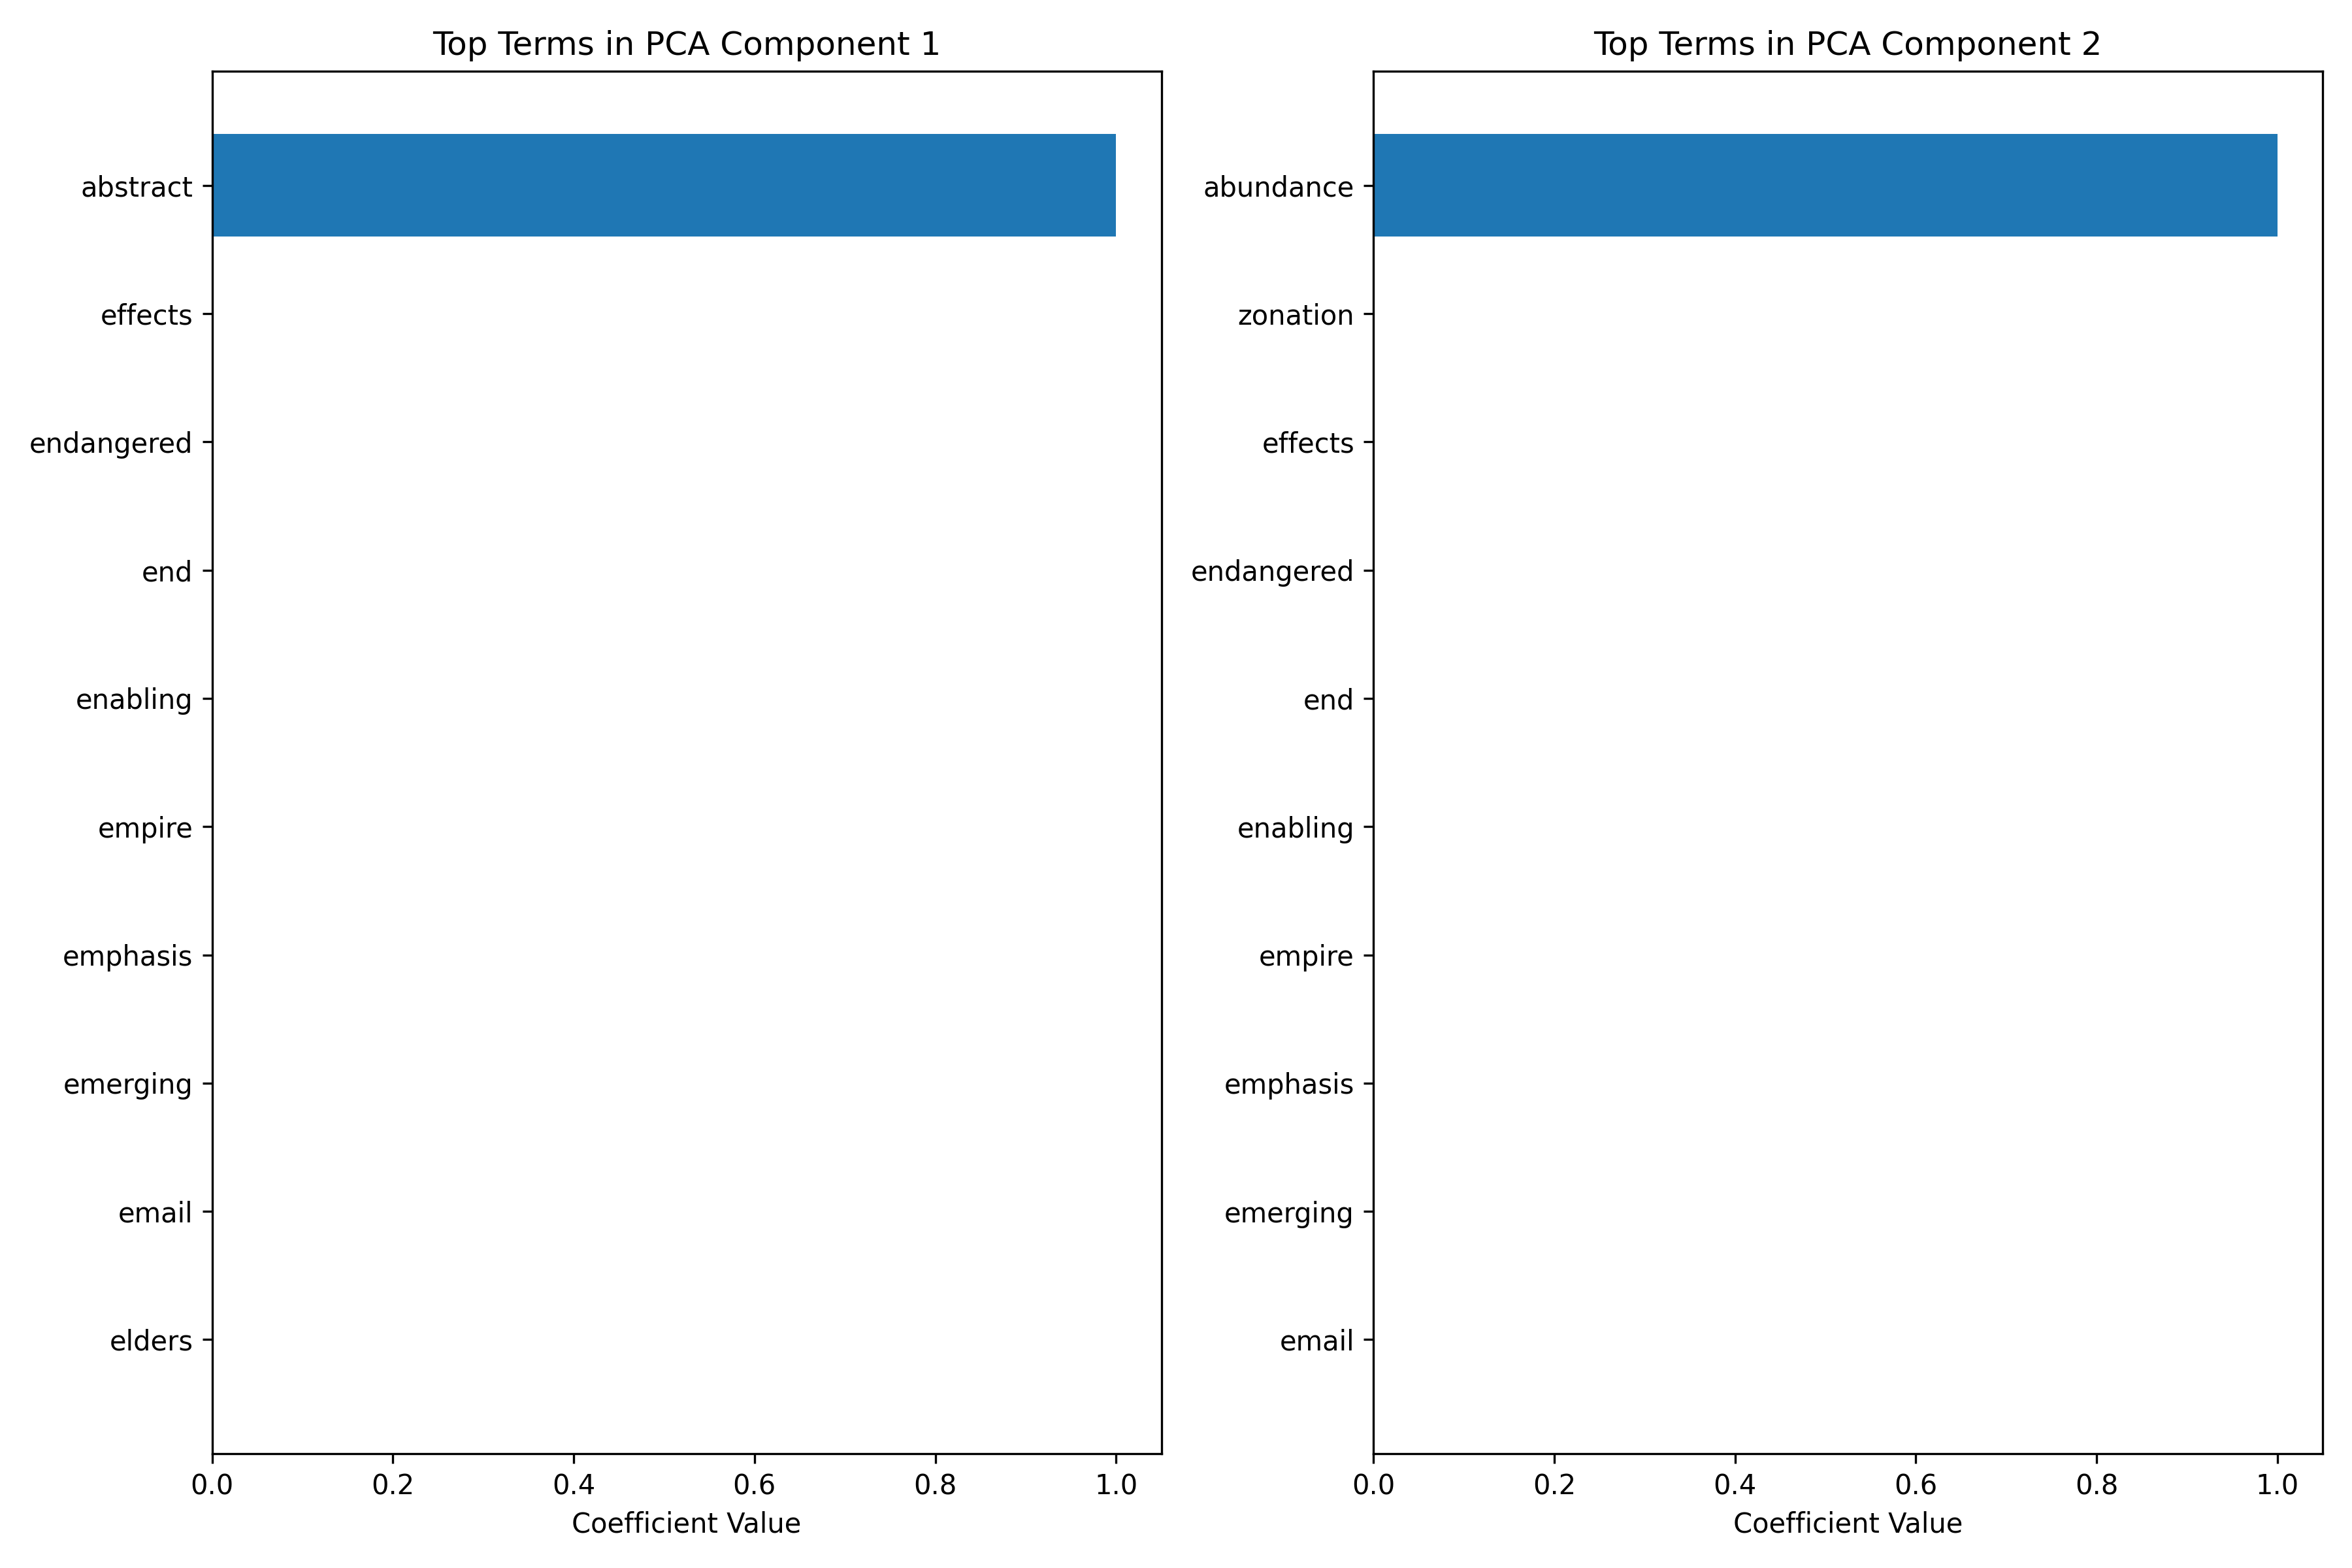 Top Terms in PCA Component 1
abstract
effects
endangered
end
enabling
empire
emphasis
emerging
email
elders
0.0 0.2 0.4 0.6 0.8 1.0
Coefficient Value
Top Terms in PCA Component 2
abundance
zonation
effects
endangered
end
enabling
empire
emphasis
emerging
email
0.0 0.2 0.4 0.6 0.8 1.0
Coefficient Value